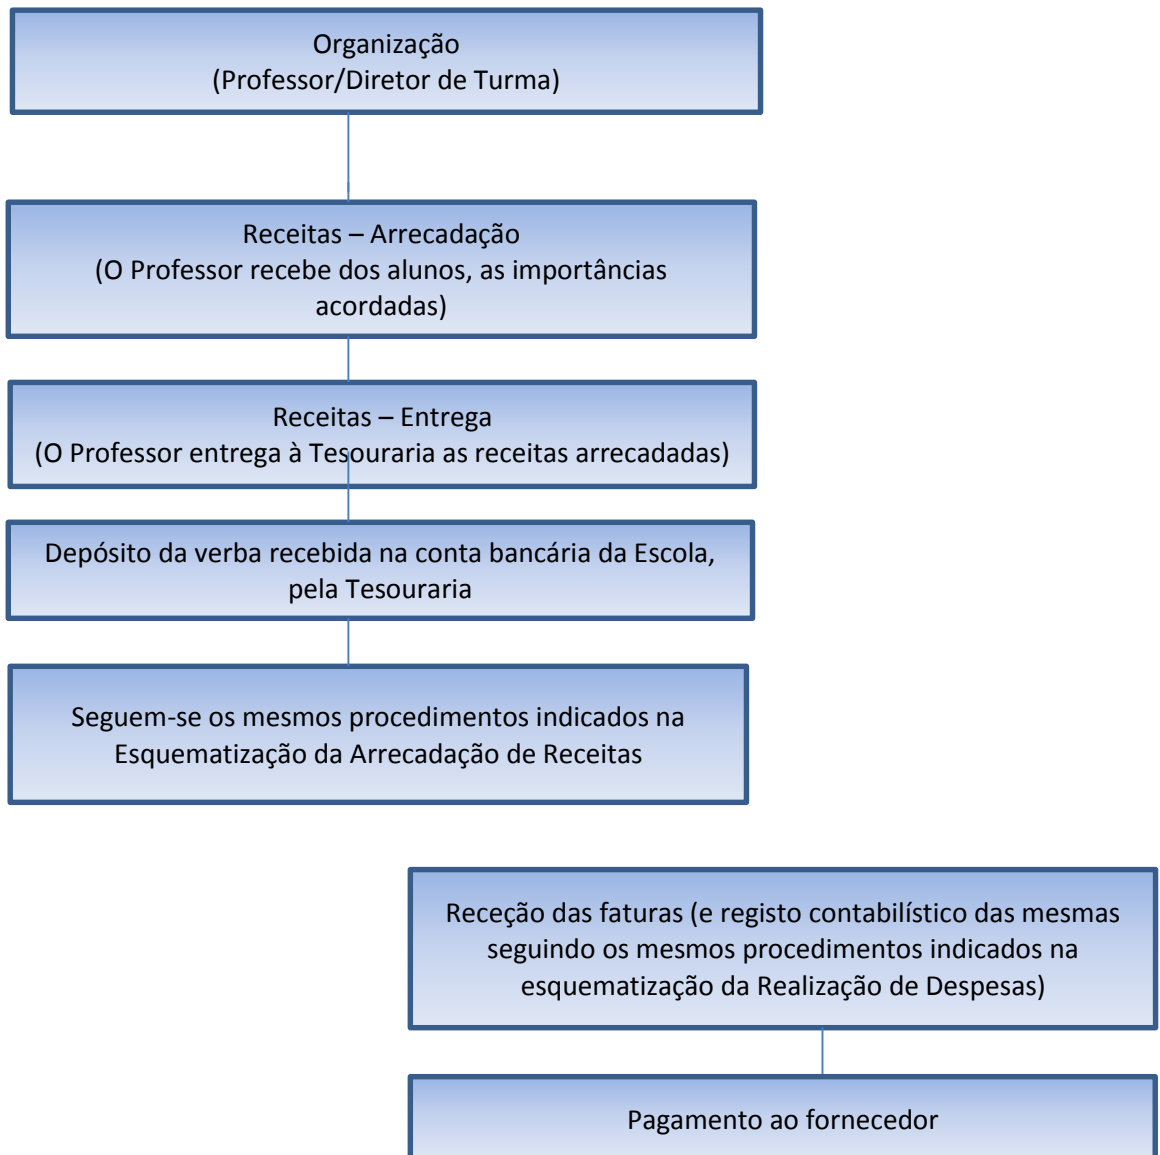 Organização
(Professor/Diretor de Turma)
Receitas – Arrecadação
(O Professor recebe dos alunos, as importâncias
acordadas)
Receitas – Entrega
(O Professor entrega à Tesouraria as receitas arrecadadas)
Depósito da verba recebida na conta bancária da Escola,
pela Tesouraria
Seguem-se os mesmos procedimentos indicados na
Esquematização da Arrecadação de Receitas
Receção das faturas (e registo contabilístico das mesmas
seguindo os mesmos procedimentos indicados na
esquematização da Realização de Despesas)
Pagamento ao fornecedor